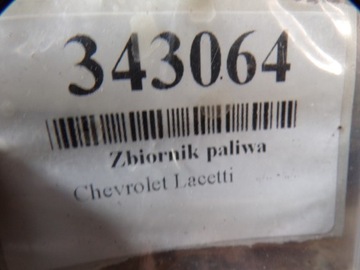 343064
Zbiornik paliwa
Chevrolet Lacetti